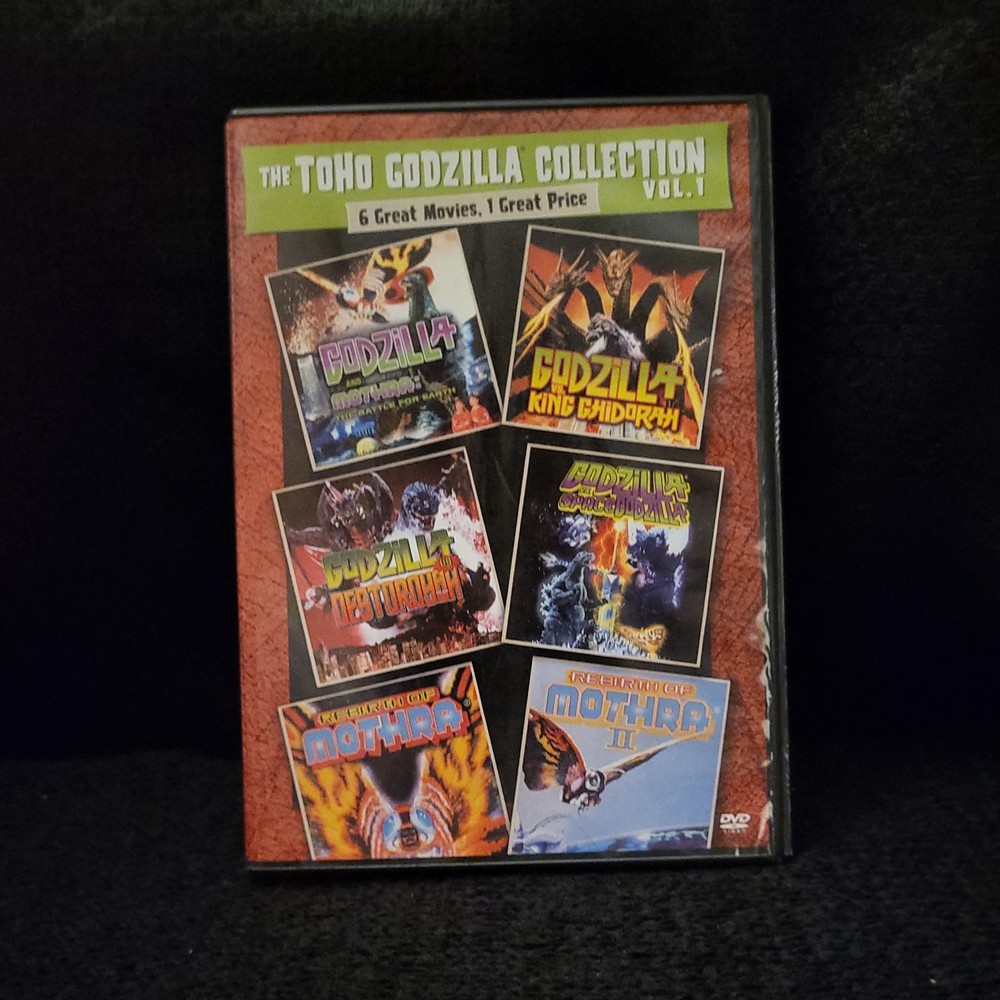 THE TOHO GODZILLA COLLECTION
VOL. 1
6 Great Movies, 1 Great Price
GODZILLA
AND
MOTHRA:
THE BATTLE FOR EARTH
GODZILLA
VS.
KING GHIDORAH
GODZILLA
VS.
DESTOROYAH
GODZILLA
VS.
SPACEGODZILLA
REBIRTH OF
MOTHRA
REBIRTH OF
MOTHRA
II
DVD
VIDEO